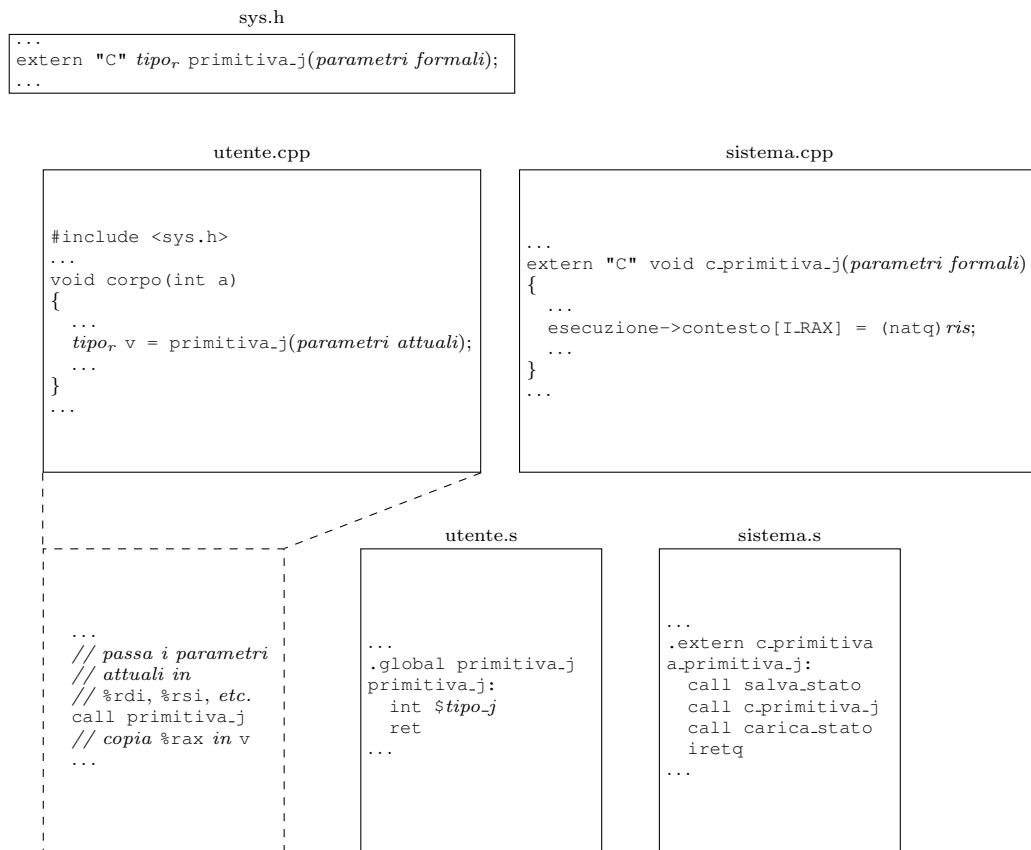 sys.h
...
extern "C" tipo_r primitiva_j(parametri formali);
...
utente.cpp
#include <sys.h>
...
void corpo(int a)
{
...
tipo_r v = primitiva_j(parametri attuali);
...
}
...
sistema.cpp
...
extern "C" void c_primitiva_j(parametri formali)
{
...
esecuzione->contesto[I_RAX] = (natq) ris;
...
}
...
...
// passa i parametri
// attuali in
// %rdi, %rsi, etc.
call primitiva_j
// copia %rax in v
...
utente.s
...
.global primitiva_j
primitiva_j:
int $tipo_j
ret
...
sistema.s
...
.extern c_primitiva
a_primitiva_j:
call salva_stato
call c_primitiva_j
call carica_stato
iretq
...